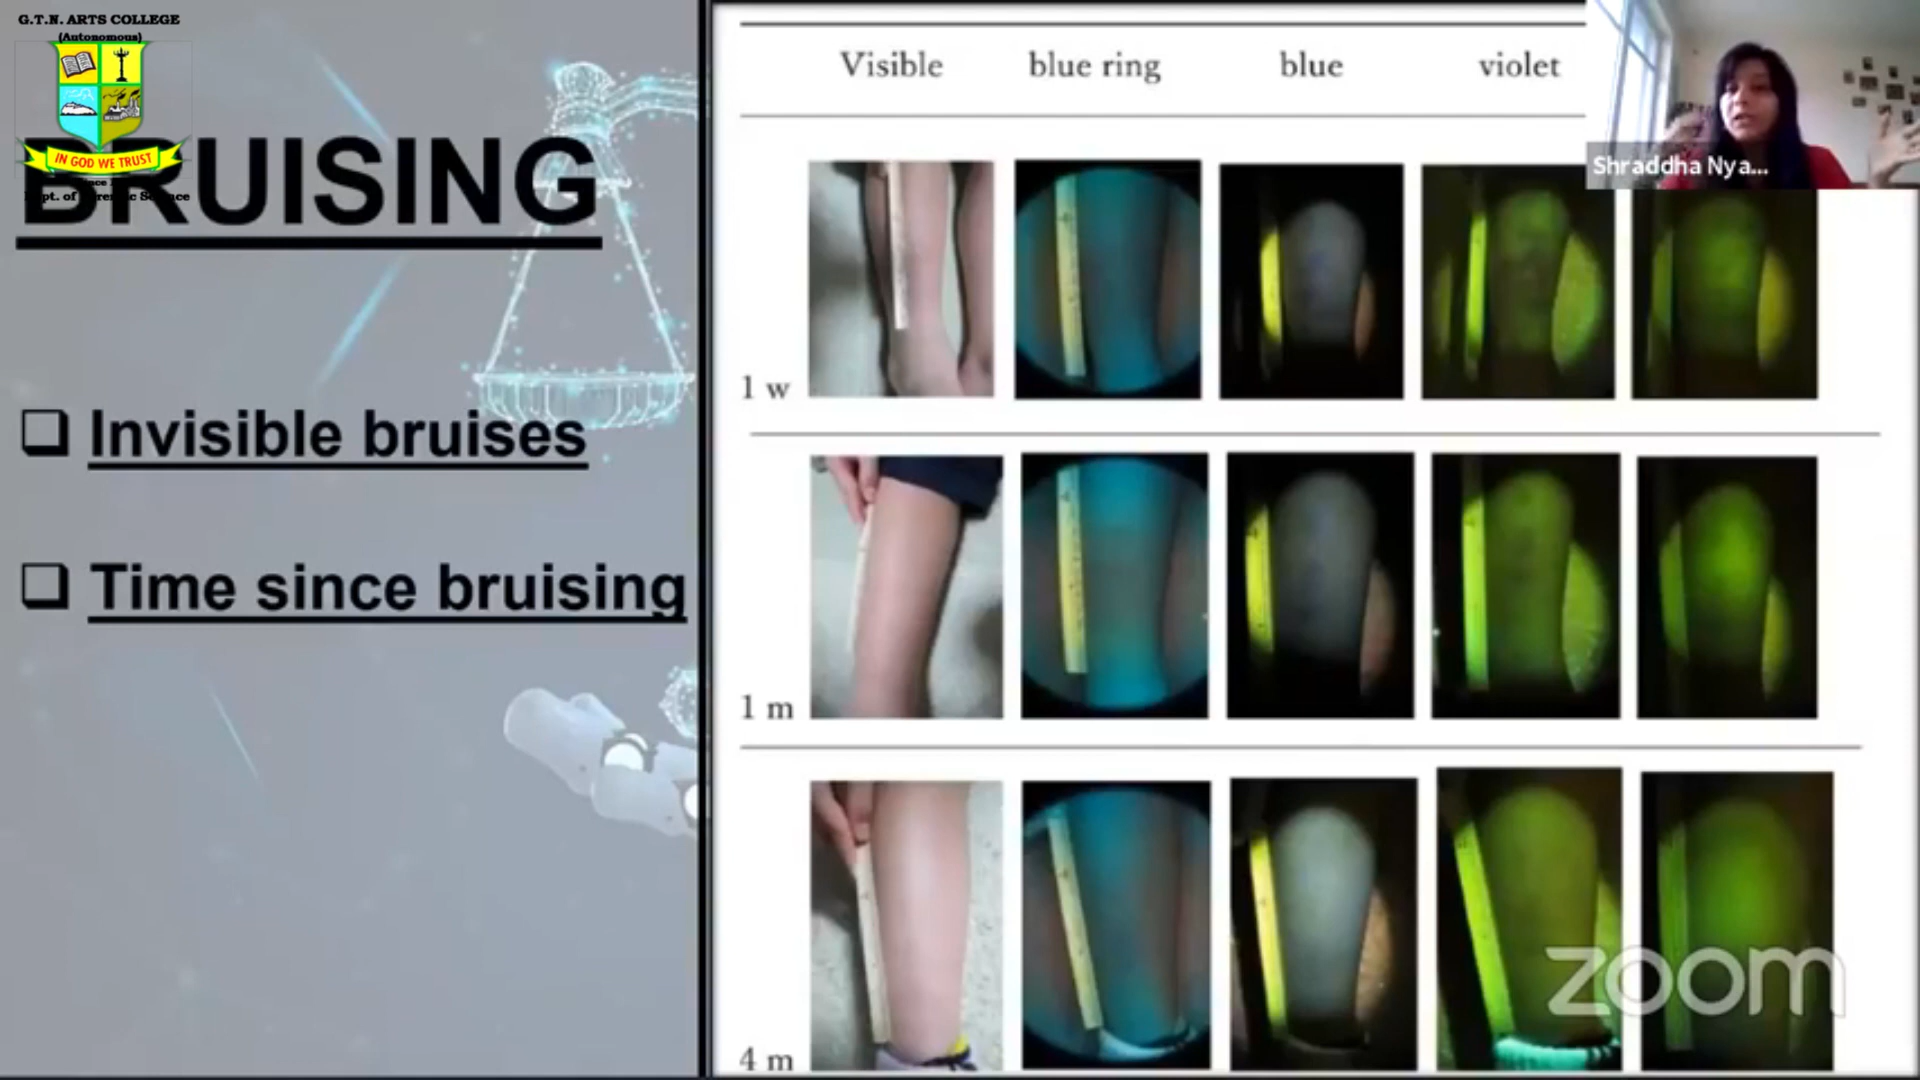 G.T.N. ARTS COLLEGE
(Autonomous)
IN GOD WE TRUST
BRUISING
Invisible bruises
Time since bruising
Visible blue ring blue violet
Shraddha Nya...
1 w
1 m
4 m
zoom